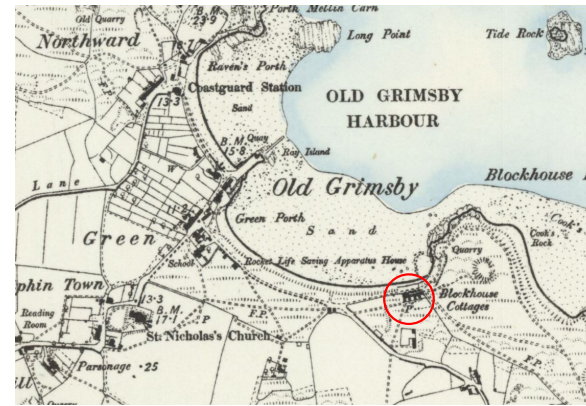 Old Quarry
B.M.
23.9
Porth Mellin Carn
Northward
Long Point
Tide Rock
Raven's Porth
Coastguard Station
13.3
Sand
OLD GRIMSBY
HARBOUR
B.M.
15.8
Quay
Ray Island
W
Lane
Old Grimsby
Blockhouse
Cook's
Rock
11.2
Green Porth
Sand
Green
School
Rocket Life Saving Apparatus House
Quarry
phin Town
13.3
Blockhouse
Cottages
P
Reading
Room
B.M.
17.1
P
F.P.
St. Nicholas's Church
F.P.
Parsonage
25
Quarry